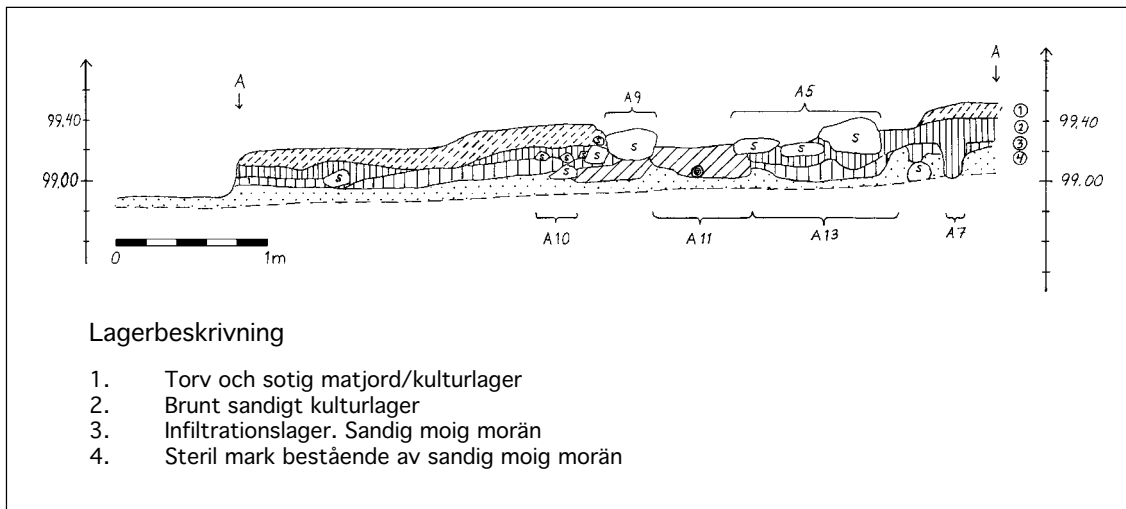 A A
A9 A5
99,40 99,40
99,00 99.00
1
2
3
4
S S S S S S S S S
A10 A11 A13 A7
0 1m
Lagerbeskrivning
1. Torv och sotig matjord/kulturlager
2. Brunt sandigt kulturlager
3. Infiltrationslager. Sandig moig morän
4. Steril mark bestående av sandig moig morän